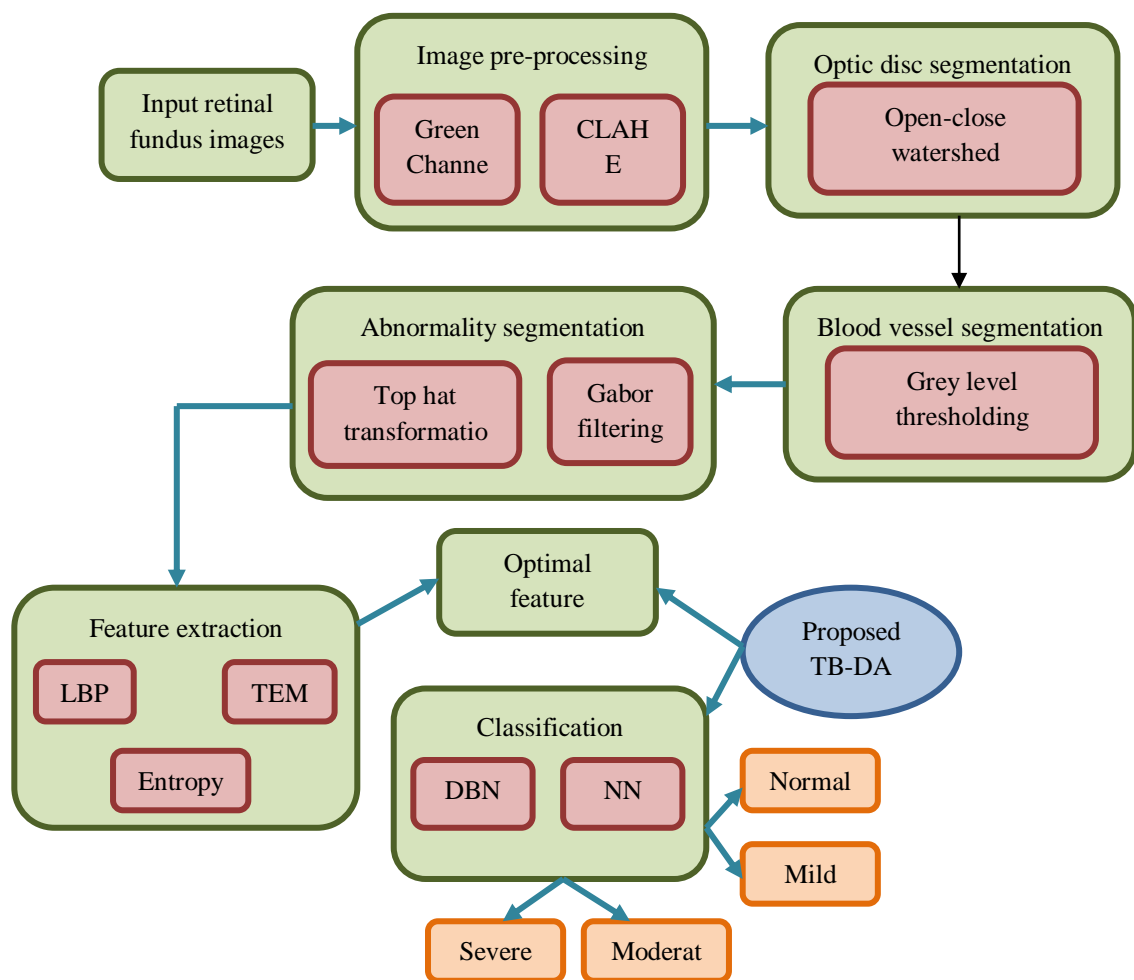 Input retinal
fundus images
Image pre-processing
Green
Channe
CLAH
E
Optic disc segmentation
Open-close
watershed
Blood vessel segmentation
Grey level
thresholding
Abnormality segmentation
Top hat
transformatio
Gabor
filtering
Feature extraction
LBP
TEM
Entropy
Optimal
feature
Proposed
TB-DA
Classification
DBN
NN
Normal
Mild
Severe
Moderat